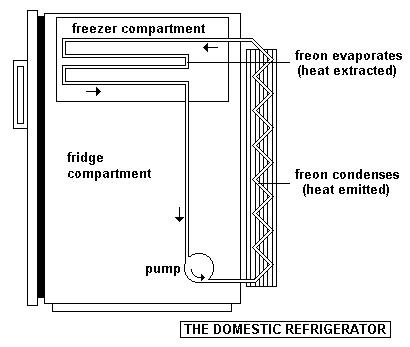 freezer compartment
freon evaporates
(heat extracted)
fridge
compartment
freon condenses
(heat emitted)
pump
THE DOMESTIC REFRIGERATOR